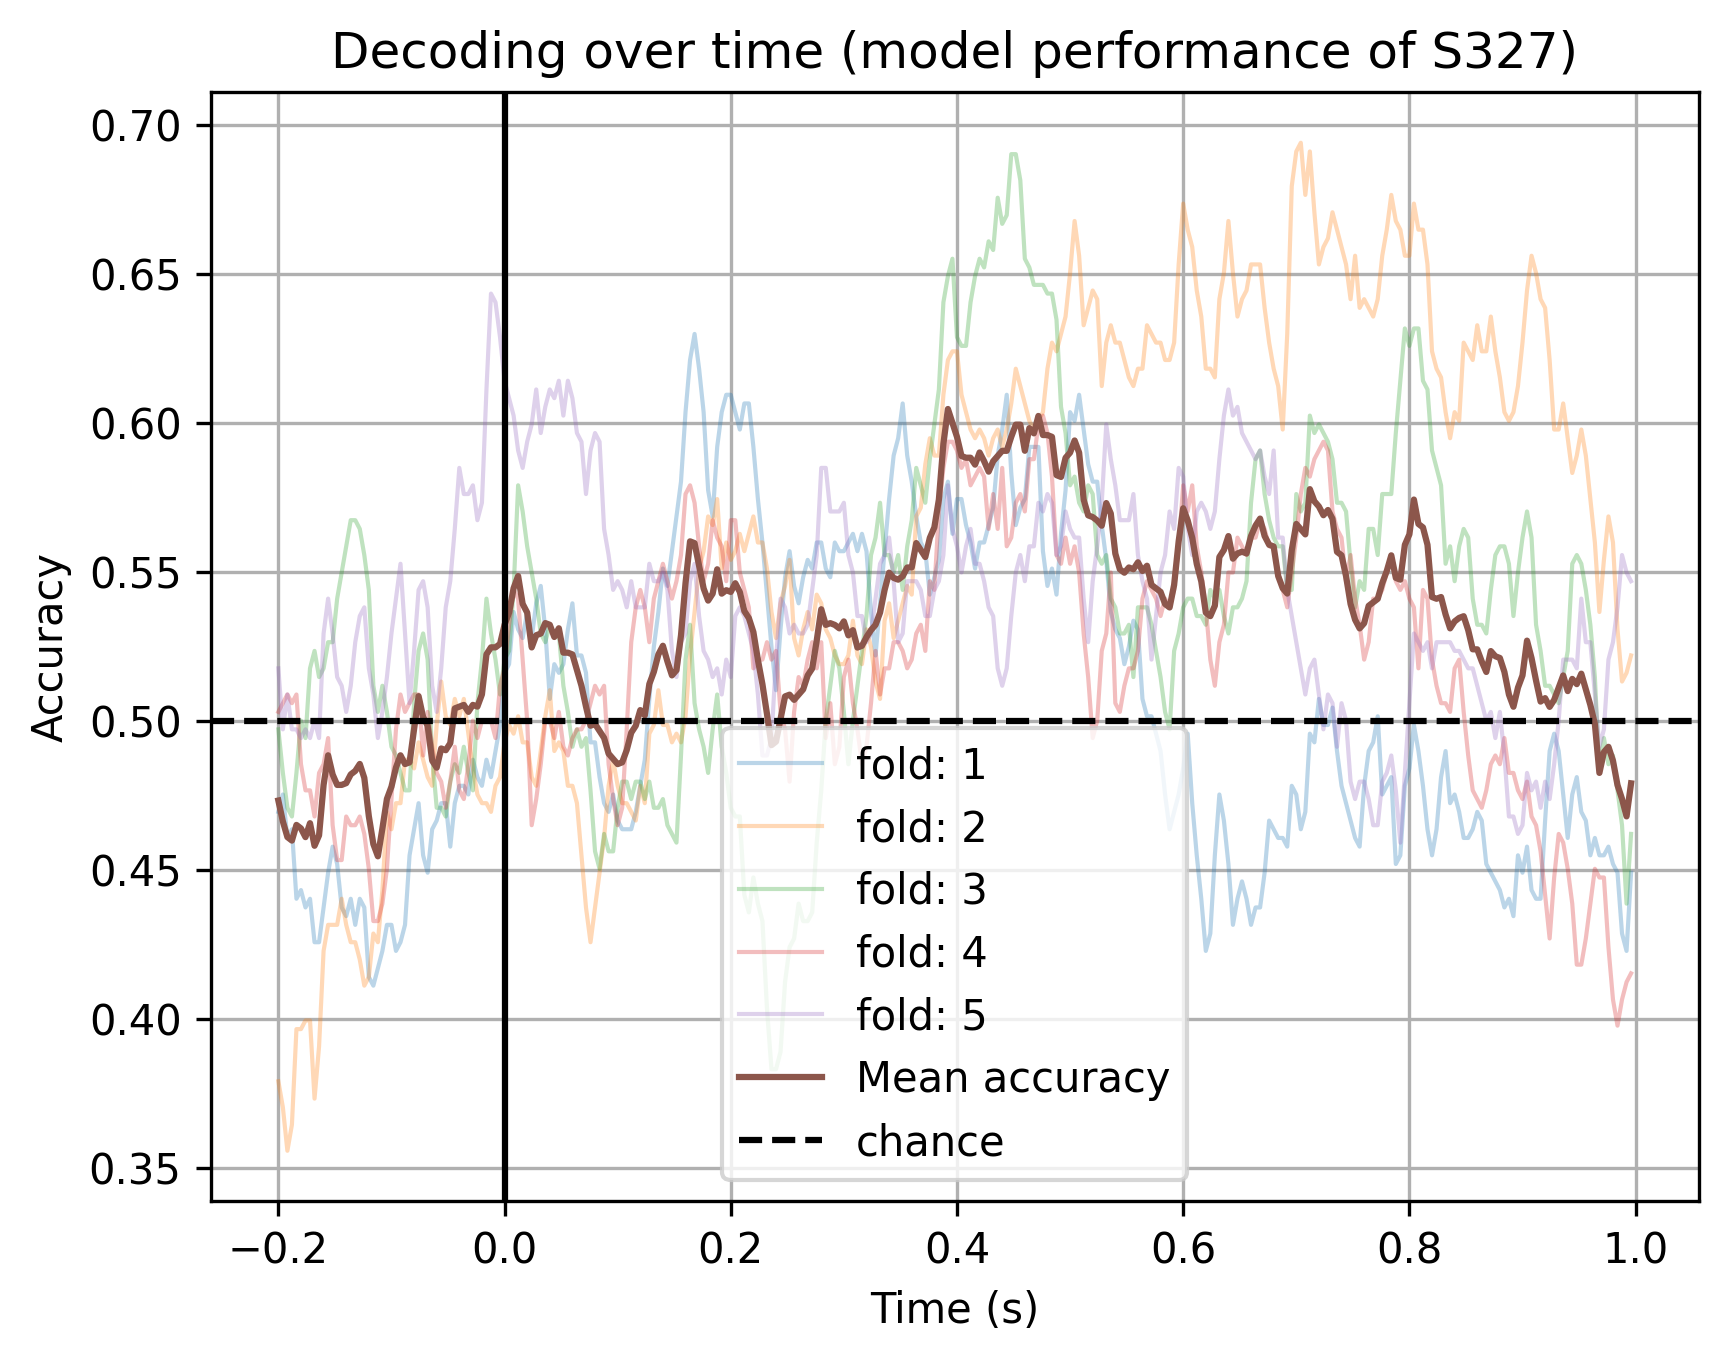 Decoding over time (model performance of S327)
Accuracy
0.70
0.65
0.60
0.55
0.50
0.45
0.40
0.35
fold: 1
fold: 2
fold: 3
fold: 4
fold: 5
Mean accuracy
chance
−0.2 0.0 0.2 0.4 0.6 0.8 1.0
Time (s)